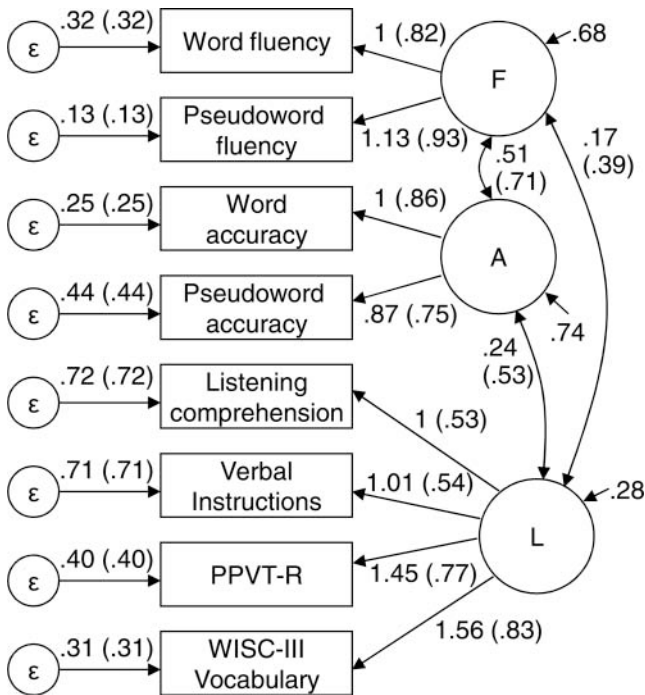 .32 (.32)
ε
Word fluency
1 (.82)
F
.68
.13 (.13)
ε
Pseudoword
fluency
1.13 (.93)
.51
(.71)
.17
(.39)
.25 (.25)
ε
Word
accuracy
1 (.86)
A
.44 (.44)
ε
Pseudoword
accuracy
.87 (.75)
.74
.24
(.53)
.72 (.72)
ε
Listening
comprehension
1 (.53)
.71 (.71)
ε
Verbal
Instructions
1.01 (.54)
L
.28
.40 (.40)
ε
PPVT-R
1.45 (.77)
.31 (.31)
ε
WISC-III
Vocabulary
1.56 (.83)